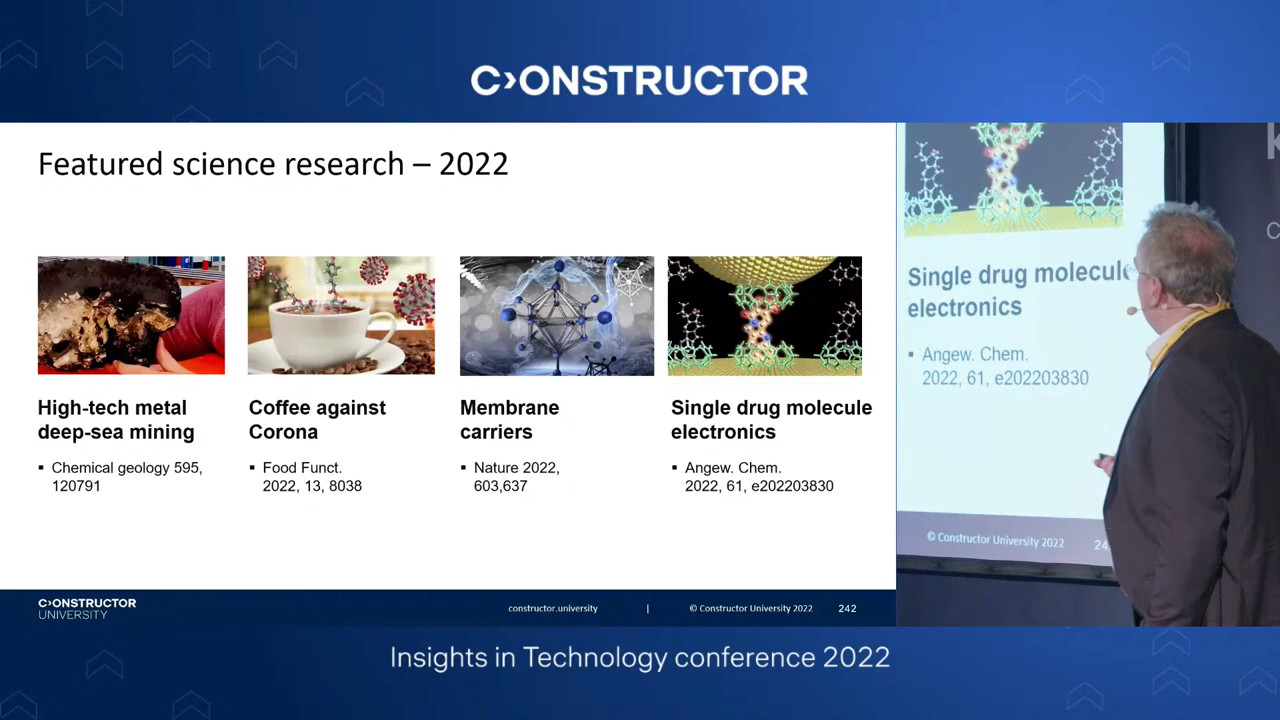 C›ONSTRUCTOR
Featured science research – 2022
High-tech metal
deep-sea mining
▪ Chemical geology 595,
120791
Coffee against
Corona
▪ Food Funct.
2022, 13, 8038
Membrane
carriers
▪ Nature 2022,
603,637
Single drug molecule
electronics
▪ Angew. Chem.
2022, 61, e202203830
C›ONSTRUCTOR
UNIVERSITY
constructor.university | © Constructor University 2022 242
Single drug molecule
electronics
▪ Angew. Chem.
2022, 61, e202203830
© Constructor University 2022 24
Insights in Technology conference 2022